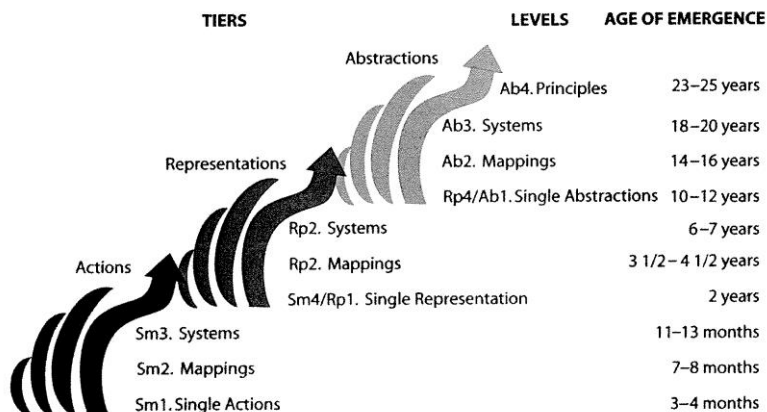 TIERS LEVELS AGE OF EMERGENCE
Abstractions
Ab4. Principles 23–25 years
Ab3. Systems 18–20 years
Representations Ab2. Mappings 14–16 years
Rp4/Ab1. Single Abstractions 10–12 years
Rp2. Systems 6–7 years
Actions Rp2. Mappings 3 1/2– 4 1/2 years
Sm4/Rp1. Single Representation 2 years
Sm3. Systems 11–13 months
Sm2. Mappings 7–8 months
Sm1. Single Actions 3–4 months